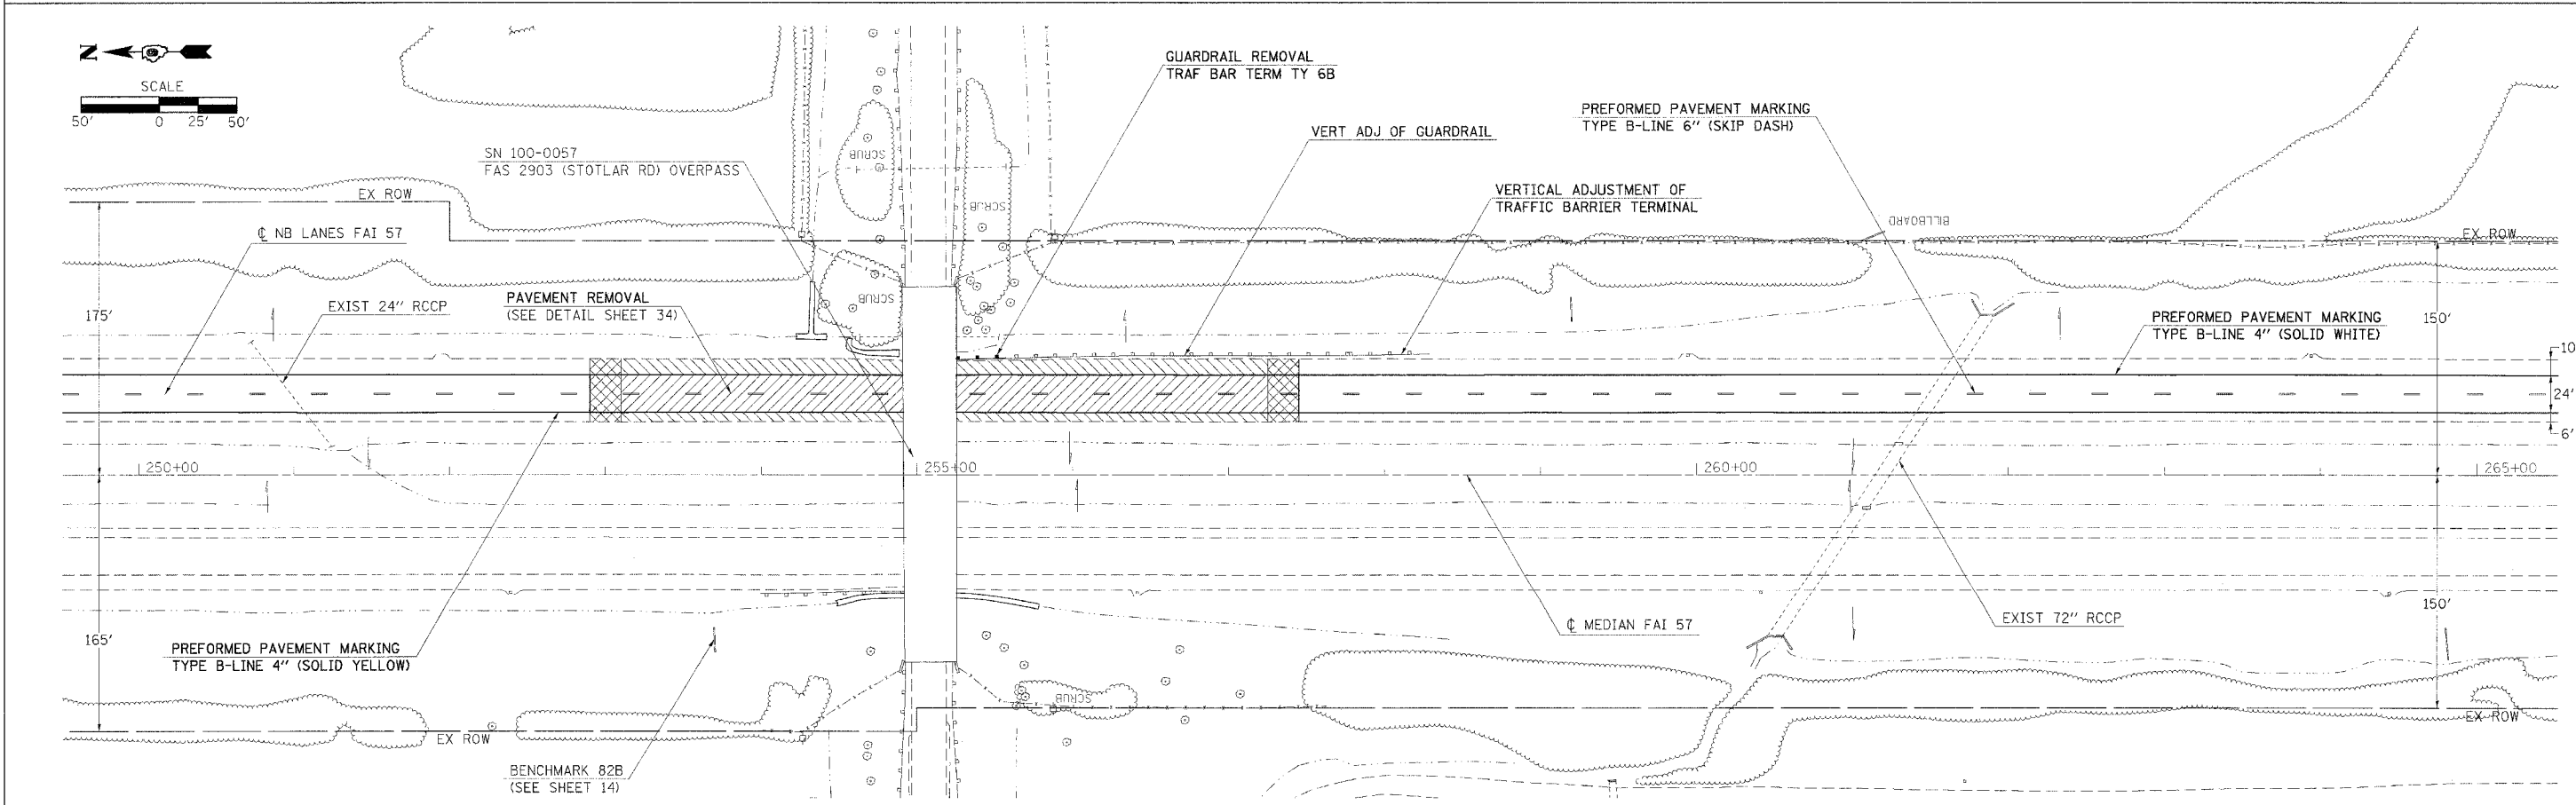 N
SCALE
50' 0 25' 50'
GUARDRAIL REMOVAL
TRAF BAR TERM TY 6B
PREFORMED PAVEMENT MARKING
TYPE B-LINE 6" (SKIP DASH)
VERT ADJ OF GUARDRAIL
SN 100-0057
FAS 2903 (STOTLAR RD) OVERPASS
SCRUB
VERTICAL ADJUSTMENT OF
TRAFFIC BARRIER TERMINAL
EX ROW
SCRUB
BILLBOARD
EX ROW
℄ NB LANES FAI 57
SCRUB
PAVEMENT REMOVAL
(SEE DETAIL SHEET 34)
EXIST 24" RCCP
175'
150'
PREFORMED PAVEMENT MARKING
TYPE B-LINE 4" (SOLID WHITE)
10
24'
6'
250+00
255+00
260+00
265+00
165'
150'
EXIST 72" RCCP
℄ MEDIAN FAI 57
PREFORMED PAVEMENT MARKING
TYPE B-LINE 4" (SOLID YELLOW)
SCRUB
EX ROW
EX ROW
BENCHMARK 82B
(SEE SHEET 14)